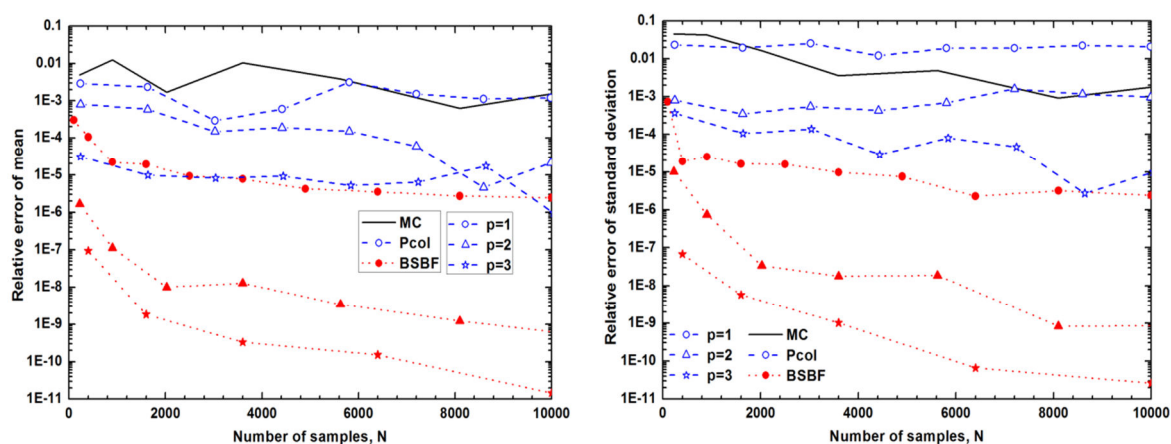 Relative error of mean
0.1
0.01
1E-3
1E-4
1E-5
1E-6
1E-7
1E-8
1E-9
1E-10
1E-11
MC
Pcol
BSBF
p=1
p=2
p=3
0 2000 4000 6000 8000 10000
Number of samples, N
Relative error of standard deviation
0.1
0.01
1E-3
1E-4
1E-5
1E-6
1E-7
1E-8
1E-9
1E-10
1E-11
p=1
p=2
p=3
MC
Pcol
BSBF
0 2000 4000 6000 8000 10000
Number of samples, N